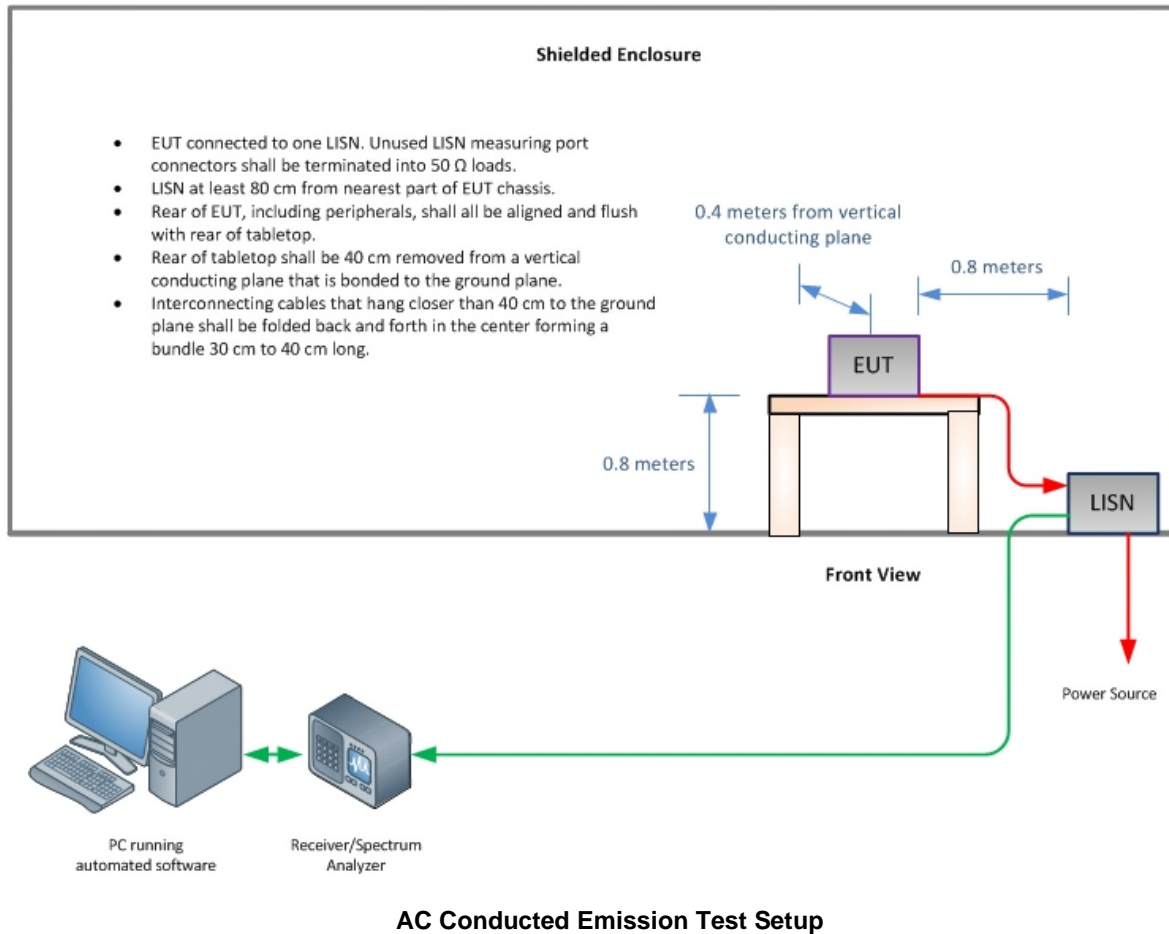 Shielded Enclosure
• EUT connected to one LISN. Unused LISN measuring port
connectors shall be terminated into 50 Ω loads.
• LISN at least 80 cm from nearest part of EUT chassis.
• Rear of EUT, including peripherals, shall all be aligned and flush
with rear of tabletop.
• Rear of tabletop shall be 40 cm removed from a vertical
conducting plane that is bonded to the ground plane.
• Interconnecting cables that hang closer than 40 cm to the ground
plane shall be folded back and forth in the center forming a
bundle 30 cm to 40 cm long.
0.4 meters from vertical
conducting plane
0.8 meters
EUT
0.8 meters
LISN
Front View
Power Source
PC running
automated software
Receiver/Spectrum
Analyzer
AC Conducted Emission Test Setup